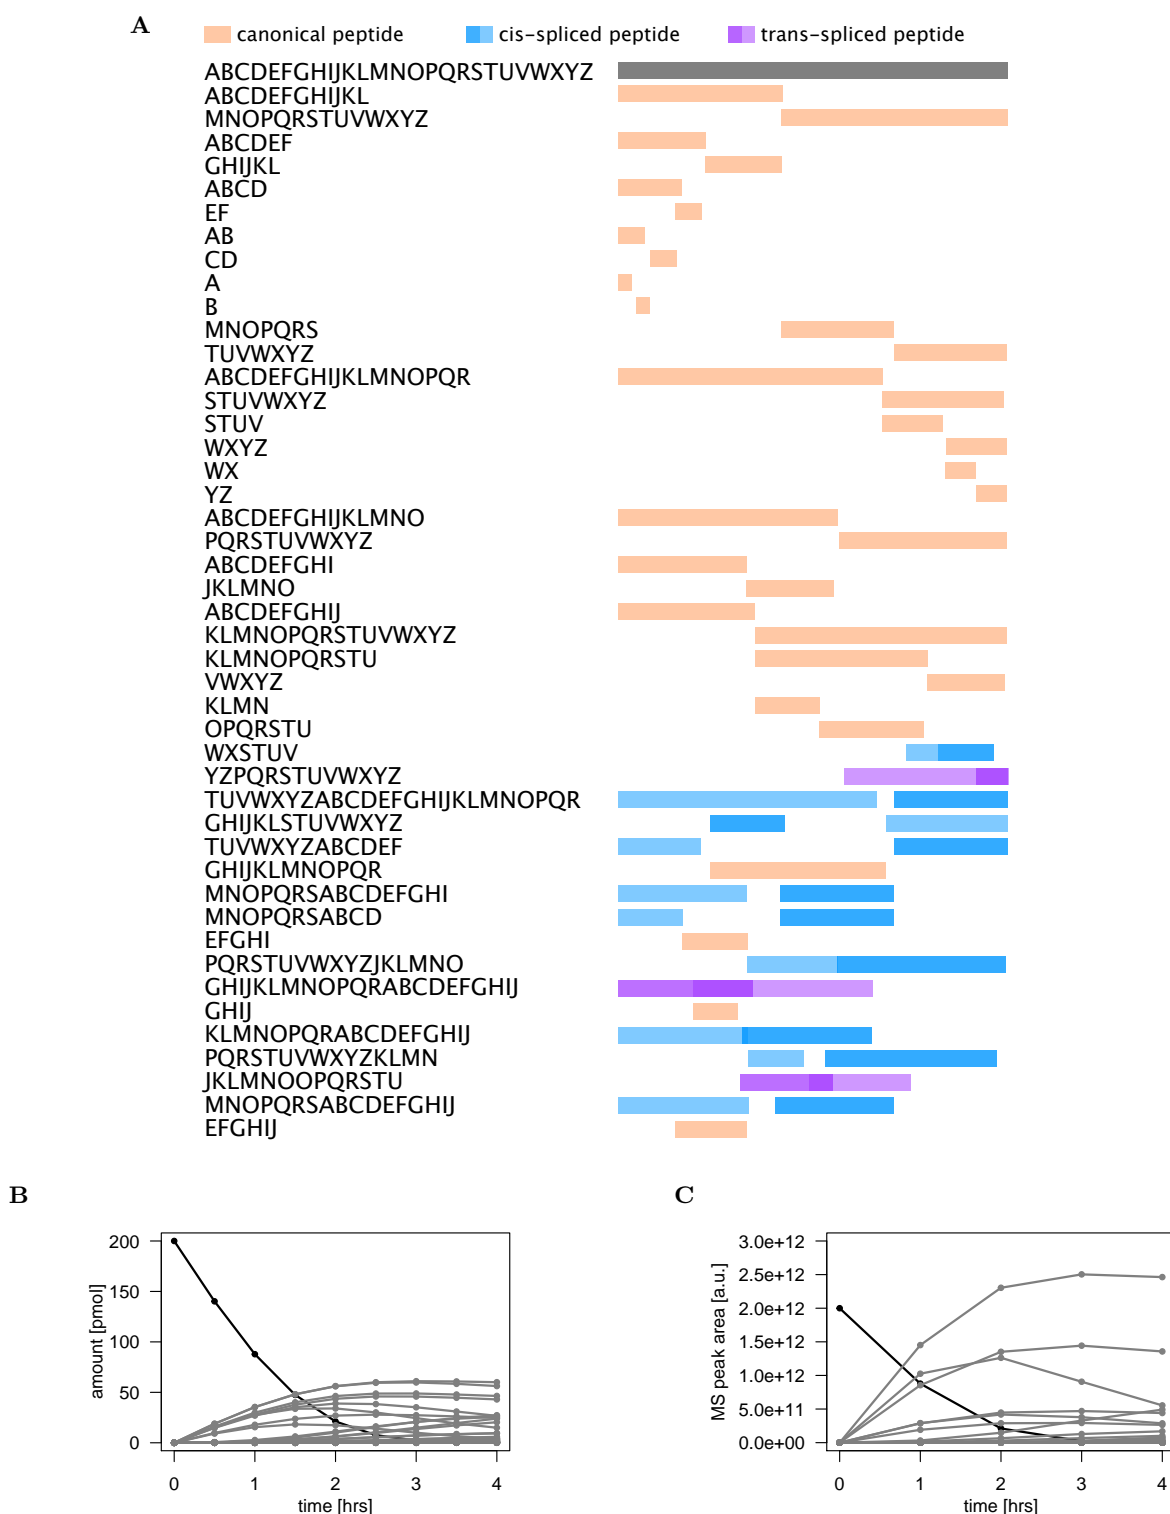 A
canonical peptide cis-spliced peptide trans-spliced peptide
ABCDEFGHIJKLMNOPQRSTUVWXYZ
ABCDEFGHIJKL
MNOPQRSTUVWXYZ
ABCDEF
GHIJKL
ABCD
EF
AB
CD
A
B
MNOPQRS
TUVWXYZ
ABCDEFGHIJKLMNOPQR
STUVWXYZ
STUV
WXYZ
WX
YZ
ABCDEFGHIJKLMNO
PQRSTUVWXYZ
ABCDEFGHI
JKLMNO
ABCDEFGHIJ
KLMNOPQRSTUVWXYZ
KLMNOPQRSTU
VWXYZ
KLMN
OPQRSTU
WXSTUV
YZPQRSTUVWXYZ
TUVWXYZABCDEFGHIJKLMNOPQR
GHIJKLSTUVWXYZ
TUVWXYZABCDEF
GHIJKLMNOPQR
MNOPQRSABCDEFGHI
MNOPQRSABCD
EFGHI
PQRSTUVWXYZJKLMNO
GHIJKLMNOPQRABCDEFGHIJ
GHIJ
KLMNOPQRABCDEFGHIJ
PQRSTUVWXYZKLMN
JKLMNOOPQRSTU
MNOPQRSABCDEFGHIJ
EFGHIJ
B
amount [pmol]
200
150
100
50
0
0 1 2 3 4
time [hrs]
C
MS peak area [a.u.]
3.0e+12
2.5e+12
2.0e+12
1.5e+12
1.0e+12
5.0e+11
0.0e+00
0 1 2 3 4
time [hrs]